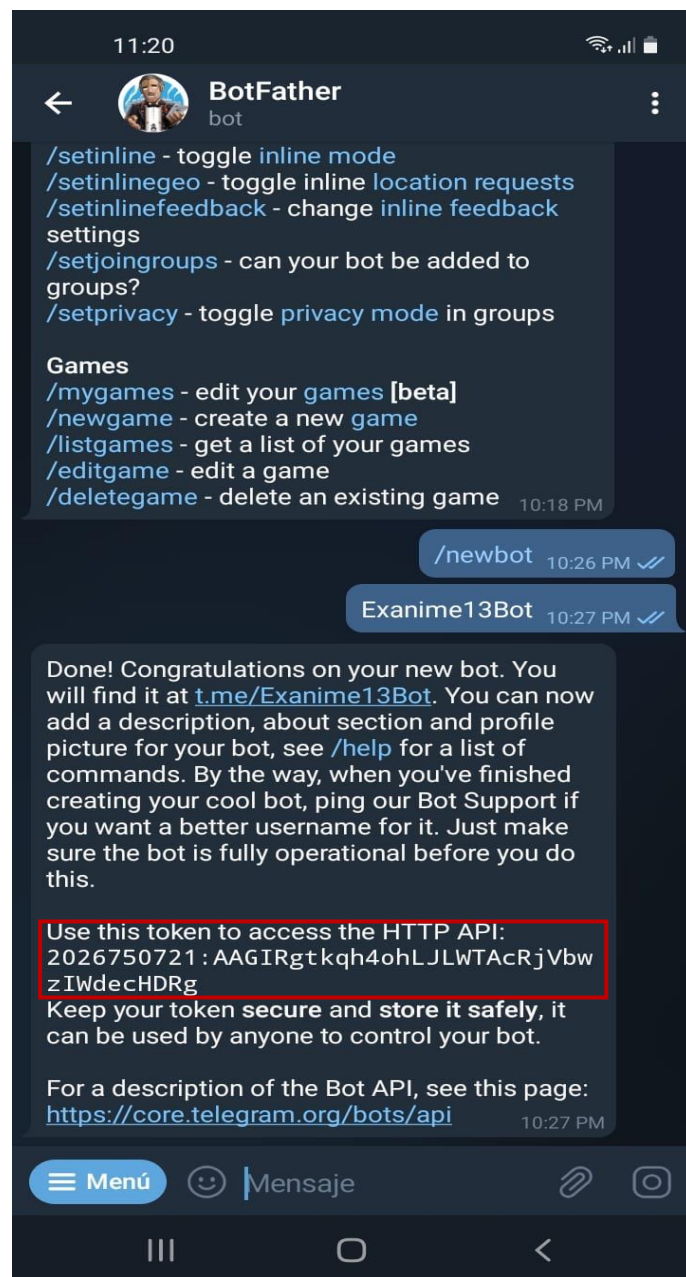 11:20
BotFather
bot
/setinline - toggle inline mode
/setinlinegeo - toggle inline location requests
/setinlinefeedback - change inline feedback
settings
/setjoingroups - can your bot be added to
groups?
/setprivacy - toggle privacy mode in groups
Games
/mygames - edit your games [beta]
/newgame - create a new game
/listgames - get a list of your games
/editgame - edit a game
/deletegame - delete an existing game 10:18 PM
/newbot 10:26 PM
Exanime13Bot 10:27 PM
Done! Congratulations on your new bot. You
will find it at t.me/Exanime13Bot. You can now
add a description, about section and profile
picture for your bot, see /help for a list of
commands. By the way, when you've finished
creating your cool bot, ping our Bot Support if
you want a better username for it. Just make
sure the bot is fully operational before you do
this.
Use this token to access the HTTP API:
2026750721:AAGIRgtkqh4ohLJLWTAcRjVbw
zIWdecHDRg
Keep your token secure and store it safely, it
can be used by anyone to control your bot.
For a description of the Bot API, see this page:
https://core.telegram.org/bots/api 10:27 PM
Menú
Mensaje